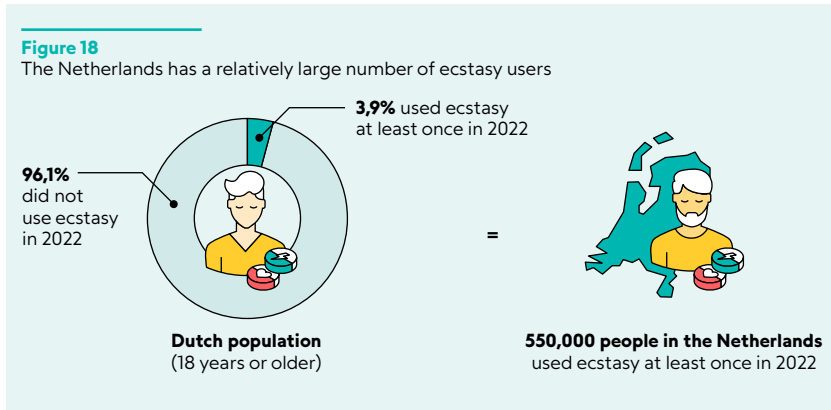 Figure 18
The Netherlands has a relatively large number of ecstasy users
3,9% used ecstasy
at least once in 2022
96,1%
did not
use ecstasy
in 2022
=
Dutch population
(18 years or older)
550,000 people in the Netherlands
used ecstasy at least once in 2022